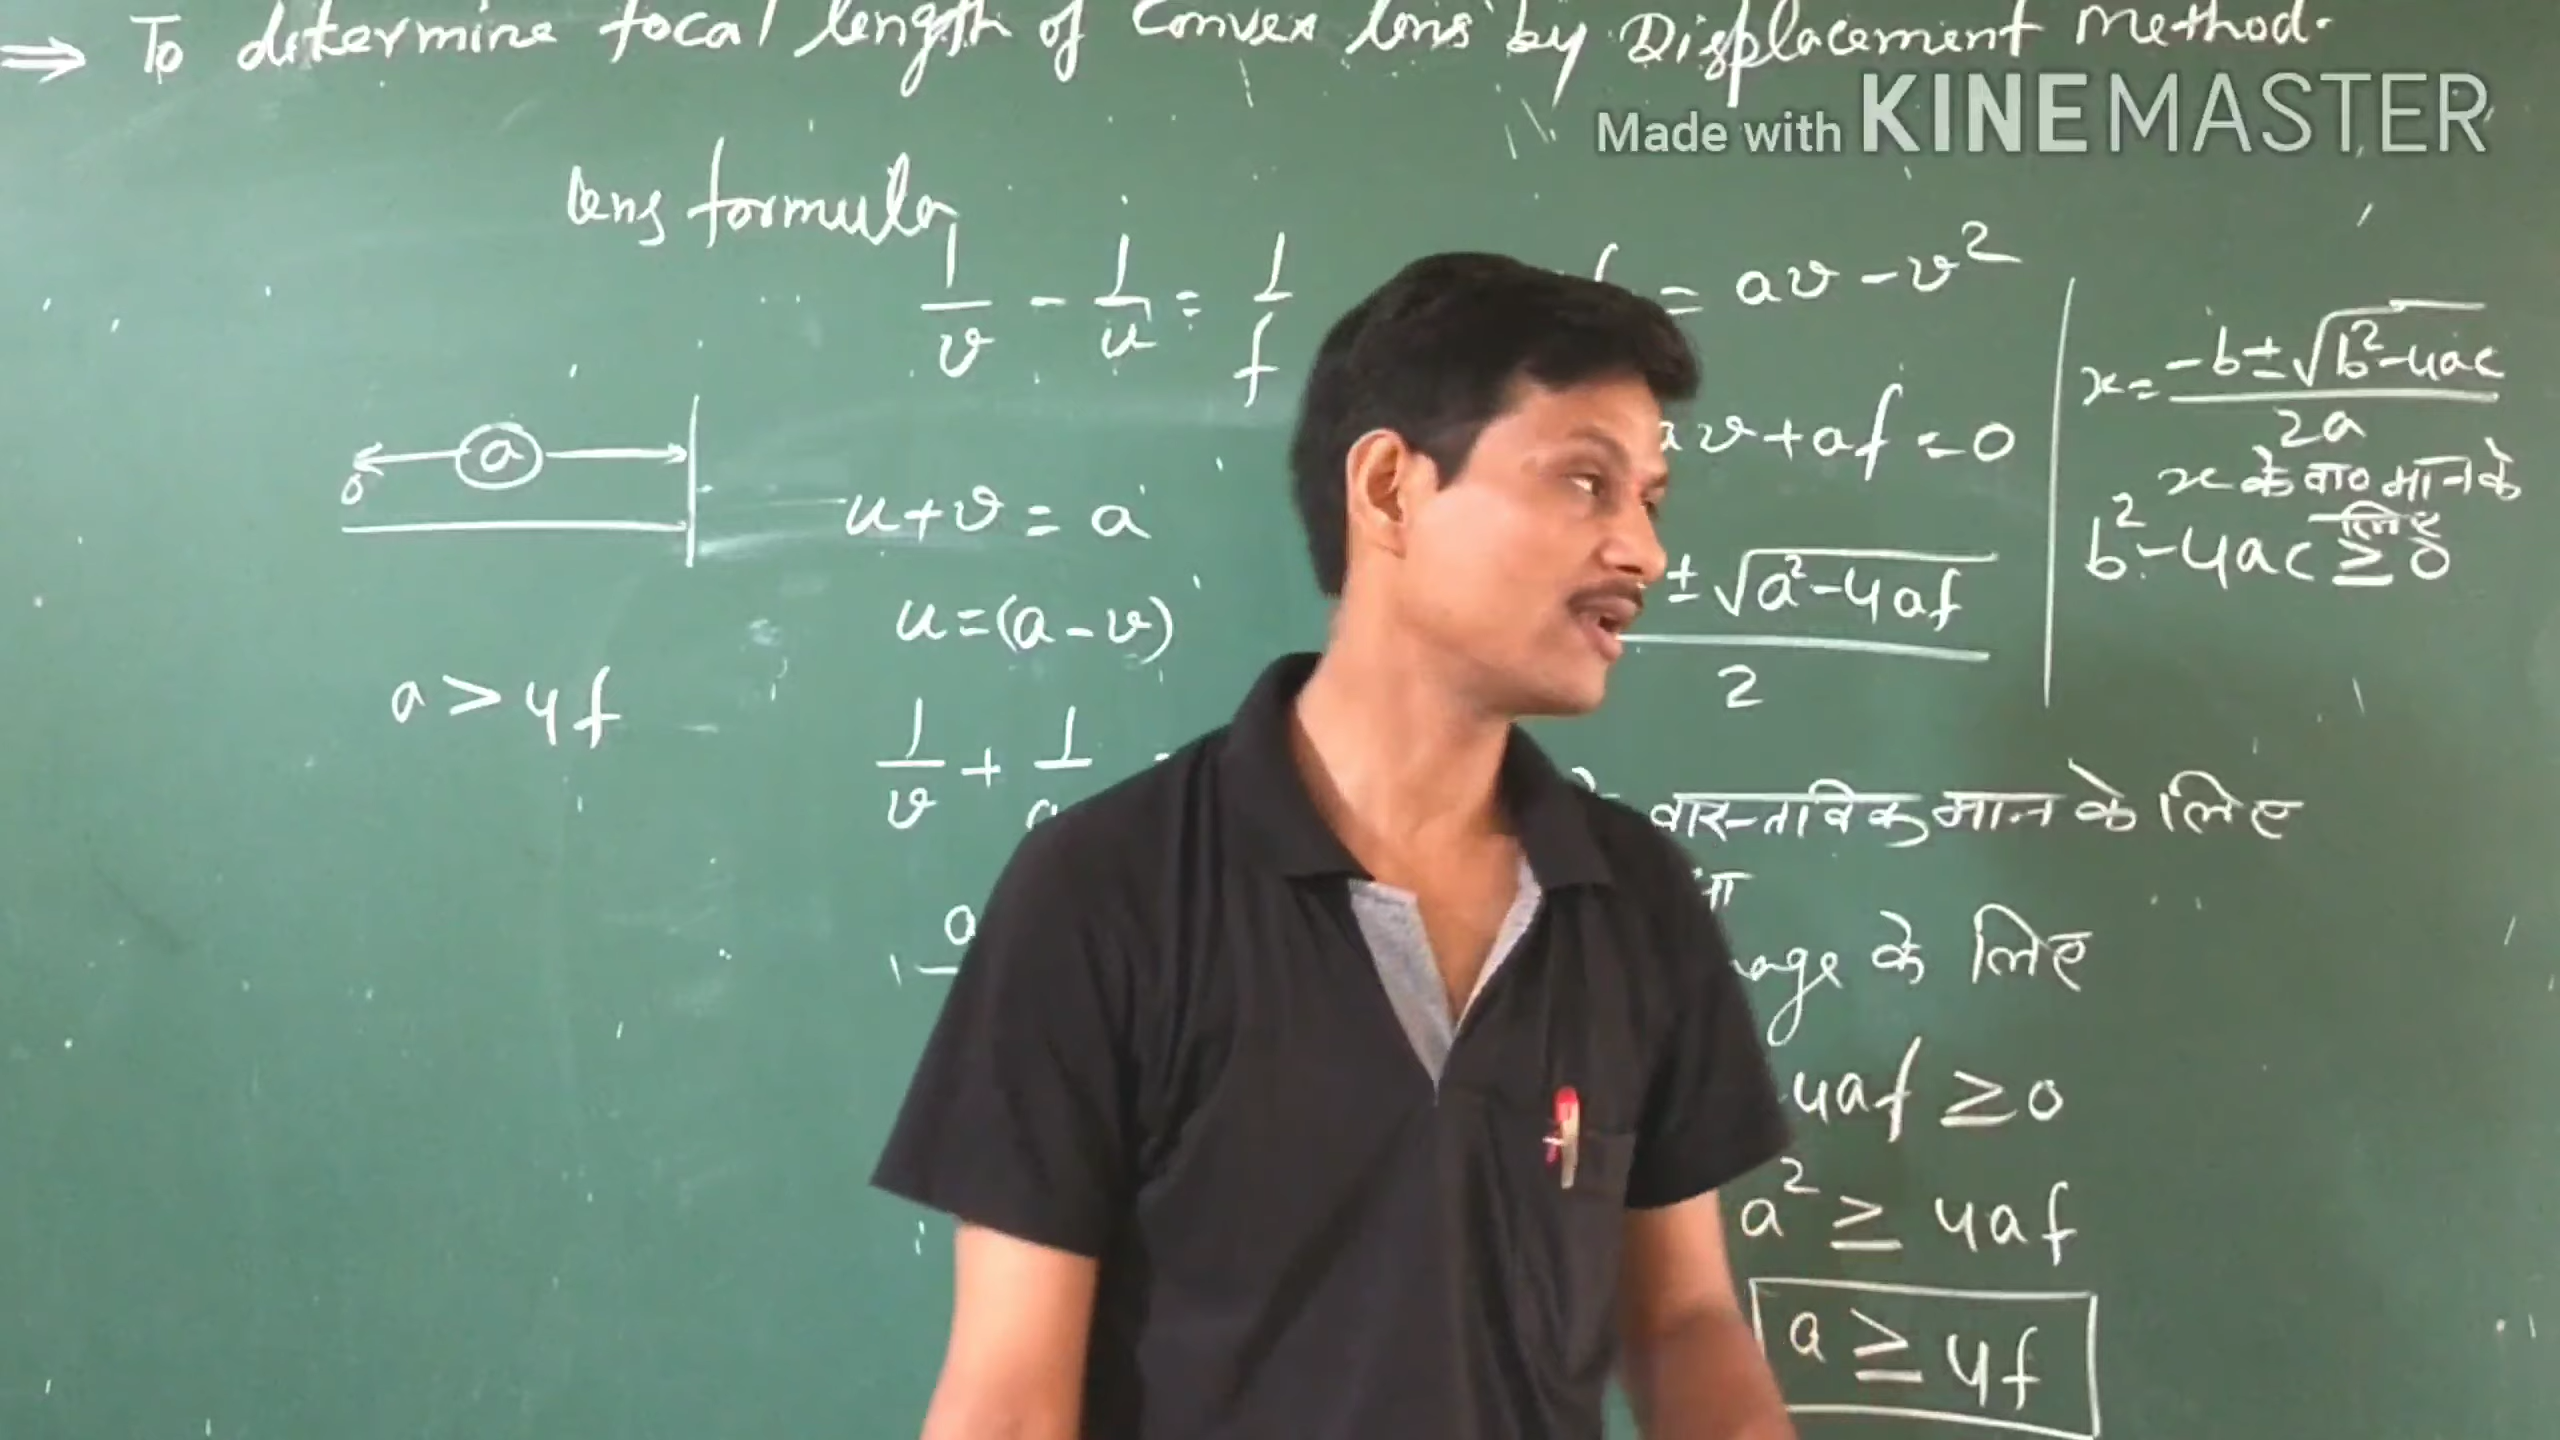 ⇒ To determine focal length of Convex lens by Displacement Method.
Made with KINEMASTER
lens formula
1/v - 1/u = 1/f
a
o
u+v = a
u=(a-v)
a > 4f
1/v + 1
a
= av - v²
av + af = 0
± √a²-4af
2
वास्तविक मान के लिए
के लिए
4af ≥ 0
a² ≥ 4af
a ≥ 4f
x = -b±√b²-4ac / 2a
x के वा० मान के
लिए
b²-4ac ≥ 0